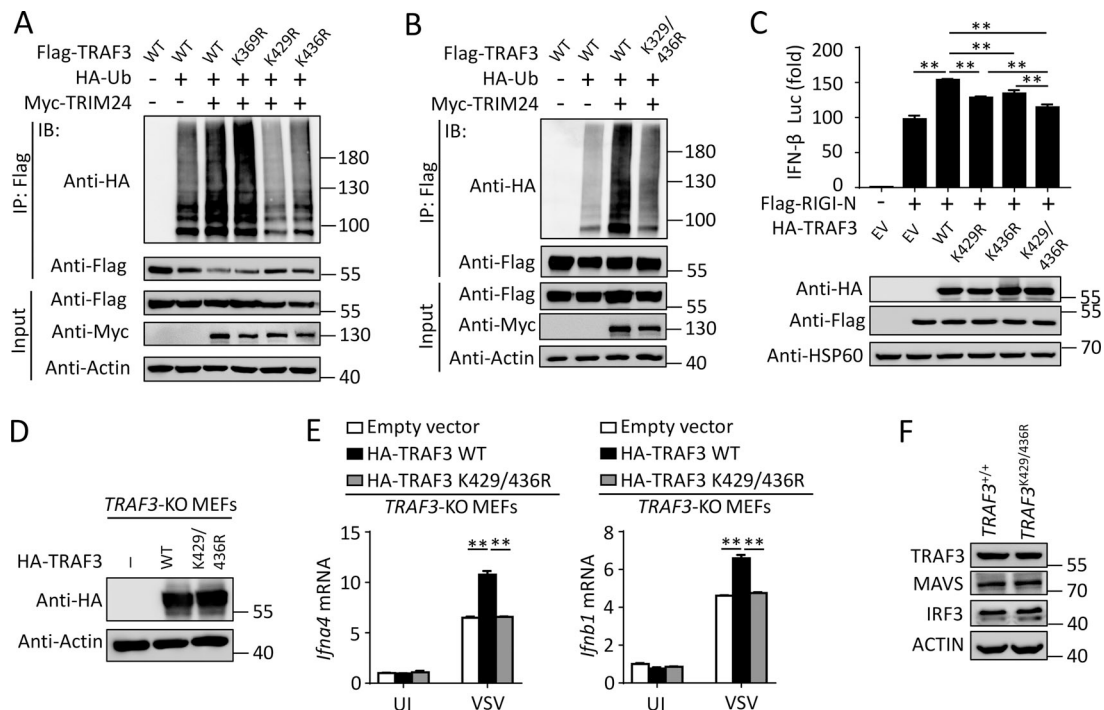 A
Flag-TRAF3 WT WT WT K369R K429R K436R
HA-Ub - + + + + +
Myc-TRIM24 - - + + + +
IP: Flag
IB:
Anti-HA
180
130
100
Anti-Flag
55
Input
Anti-Flag
55
Anti-Myc
130
Anti-Actin
40
B
Flag-TRAF3 WT WT WT K329/
436R
HA-Ub - + + +
Myc-TRIM24 - - + +
IP: Flag
IB:
Anti-HA
180
130
100
Anti-Flag
55
Input
Anti-Flag
55
Anti-Myc
130
Anti-Actin
40
C
IFN-β Luc (fold)
200
150
100
50
0
**
**
** ** **
**
Flag-RIGI-N - + + + + +
HA-TRAF3 EV EV WT K429R K436R K429/
436R
Anti-HA
55
Anti-Flag
55
Anti-HSP60
70
D
TRAF3-KO MEFs
HA-TRAF3 – WT K429/
436R
Anti-HA
55
Anti-Actin
40
E
Empty vector
HA-TRAF3 WT
HA-TRAF3 K429/436R
TRAF3-KO MEFs
Ifna4 mRNA
15
10
5
0
** **
UI VSV
Empty vector
HA-TRAF3 WT
HA-TRAF3 K429/436R
TRAF3-KO MEFs
Ifnb1 mRNA
8
6
4
2
0
** **
UI VSV
F
TRAF3+/+ TRAF3K429/436R
TRAF3
55
MAVS
70
IRF3
40
ACTIN
40